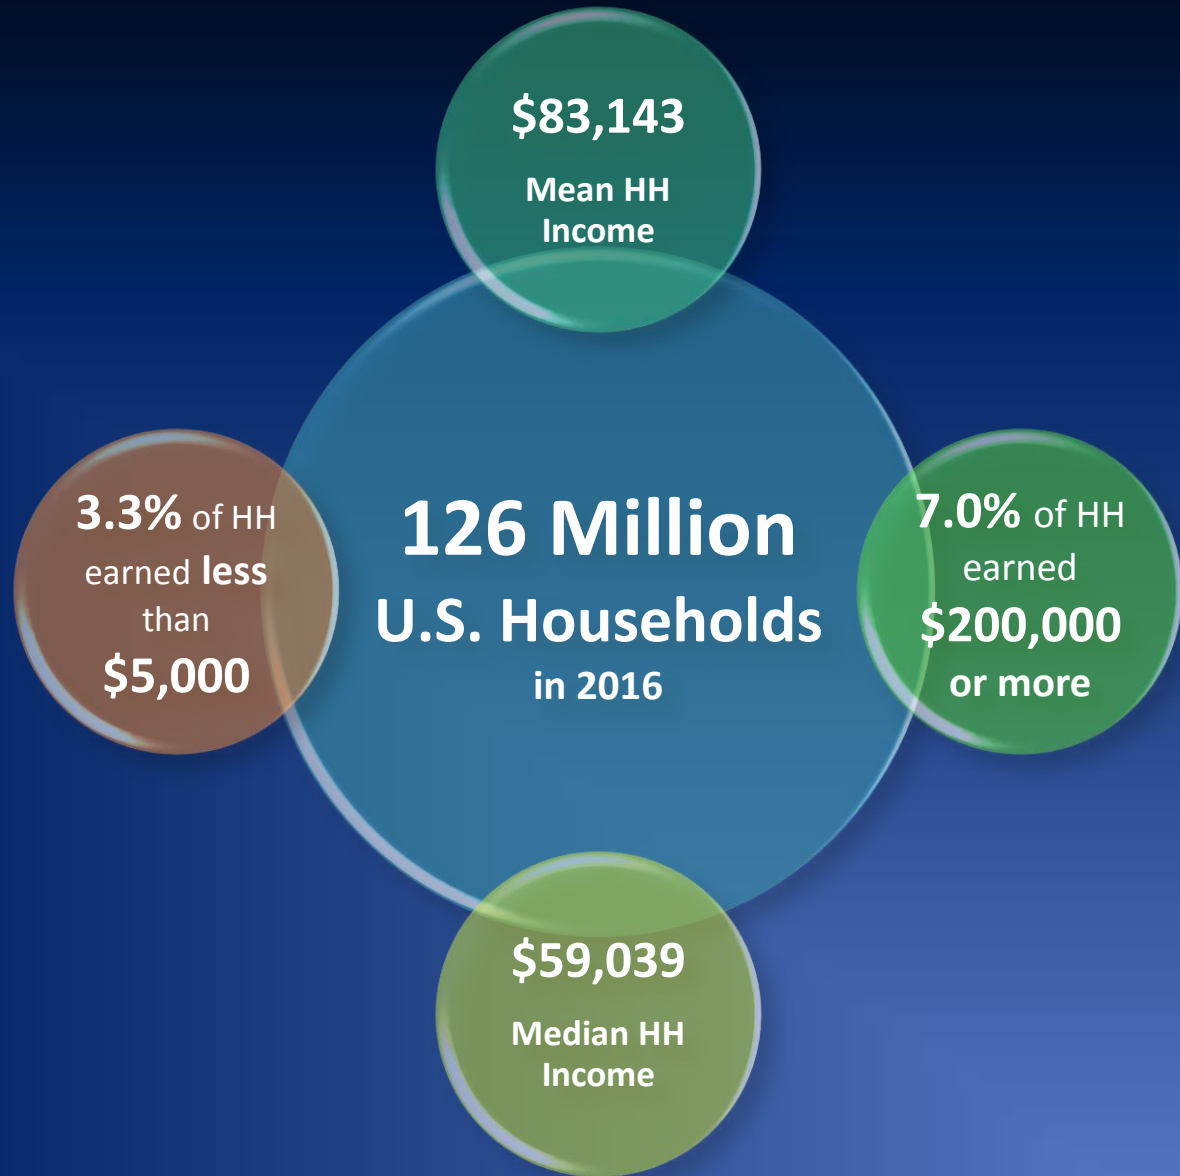 $83,143
Mean HH
Income
3.3% of HH
earned less
than
$5,000
126 Million
U.S. Households
in 2016
7.0% of HH
earned
$200,000
or more
$59,039
Median HH
Income